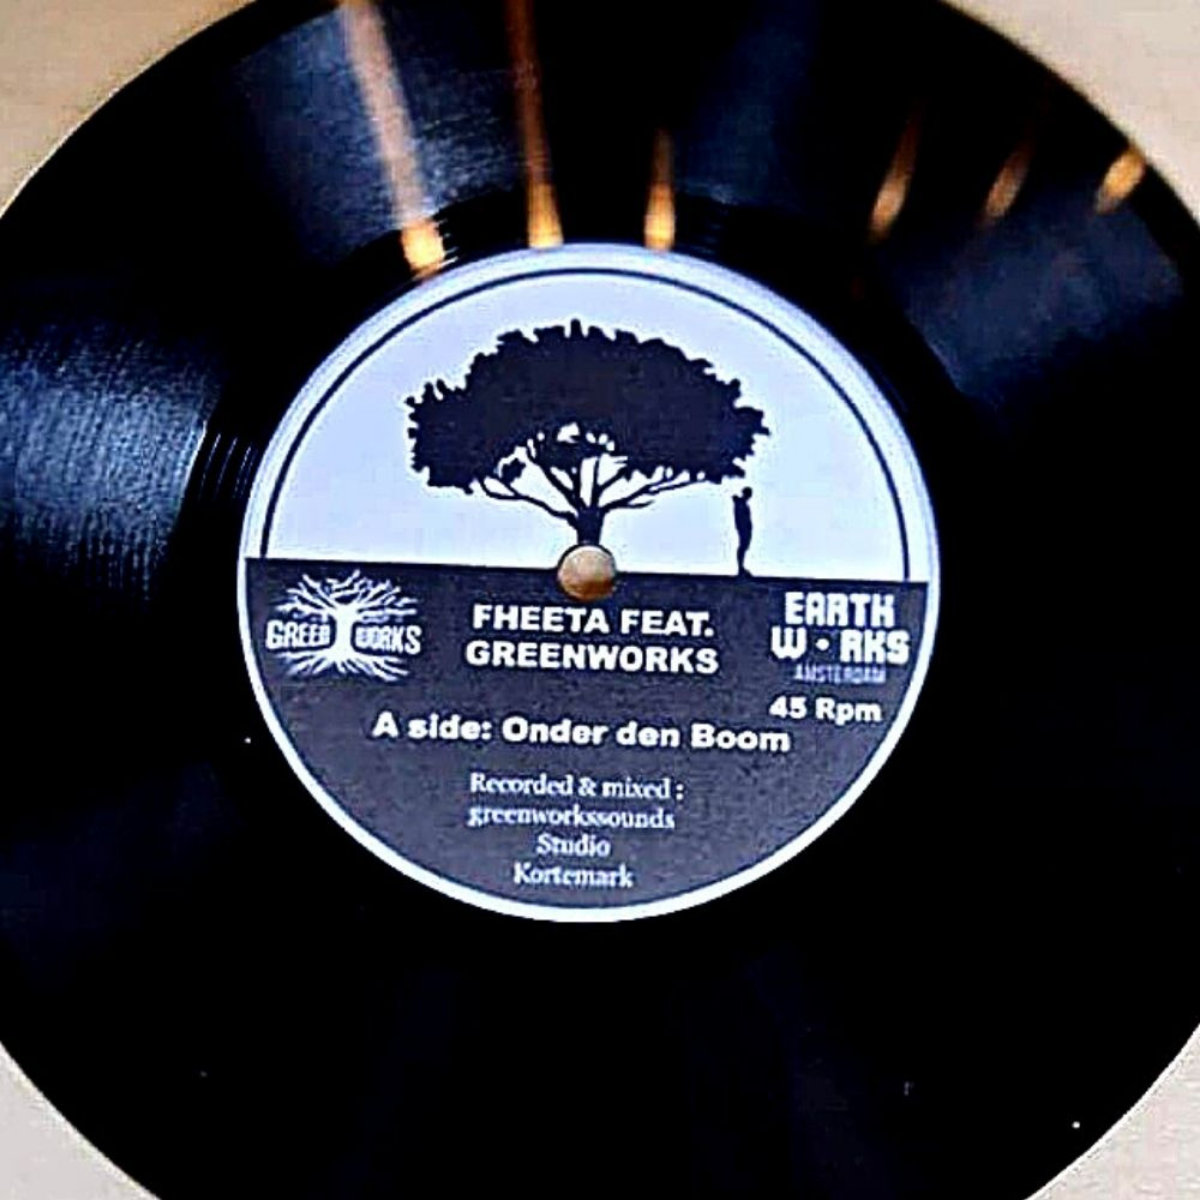 GREEN WORKS
FHEETA FEAT.
GREENWORKS
EARTH
W•RKS
AMSTERDAM
45 Rpm
A side: Onder den Boom
Recorded & mixed :
greenworkssounds
Studio
Kortemark